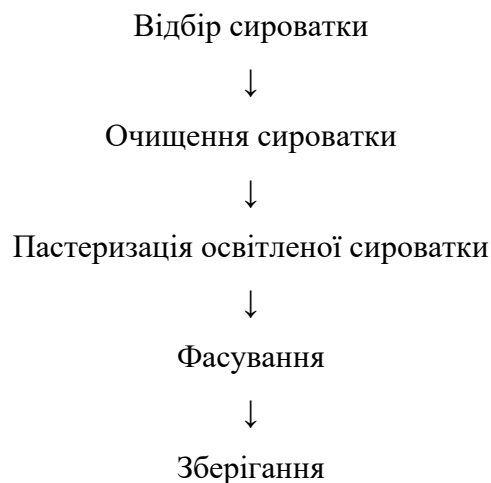 Відбір сироватки
↓
Очищення сироватки
↓
Пастеризація освітленої сироватки
↓
Фасування
↓
Зберігання